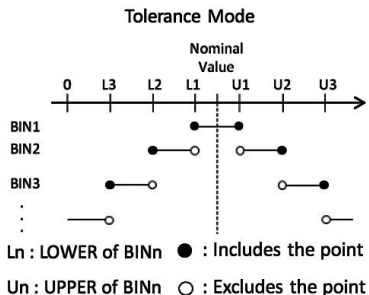 Tolerance Mode
Nominal
Value
0 L3 L2 L1 U1 U2 U3
BIN1
BIN2
BIN3
Ln : LOWER of BINn ● : Includes the point
Un : UPPER of BINn ○ : Excludes the point